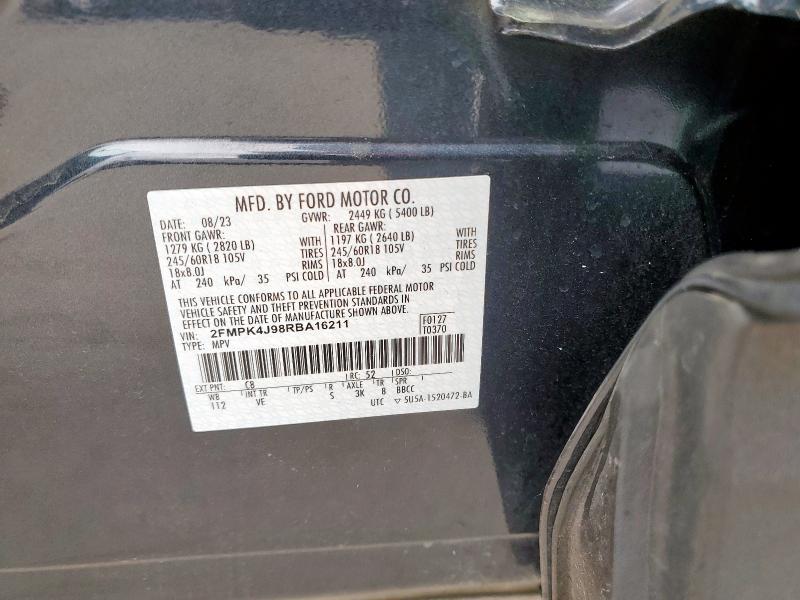 MFD. BY FORD MOTOR CO.
DATE: 08/23 GVWR: 2449 KG ( 5400 LB)
FRONT GAWR: REAR GAWR:
1279 KG ( 2820 LB) WITH 1197 KG ( 2640 LB) WITH
245/60R18 105V TIRES 245/60R18 105V TIRES
18x8.0J RIMS 18x8.0J RIMS
AT 240 kPa/ 35 PSI COLD AT 240 kPa/ 35 PSI COLD
THIS VEHICLE CONFORMS TO ALL APPLICABLE FEDERAL MOTOR
VEHICLE SAFETY AND THEFT PREVENTION STANDARDS IN
EFFECT ON THE DATE OF MANUFACTURE SHOWN ABOVE.
VIN: 2FMPK4J98RBA16211 F0127
TYPE: MPV T0370
EXT PNT: CB RC: 52 DSO:
WB INT TR TP/PS R AXLE TR SPR
112 VE S 3K 8 BBCC
UTC ▽ 5U5A-1520472-BA